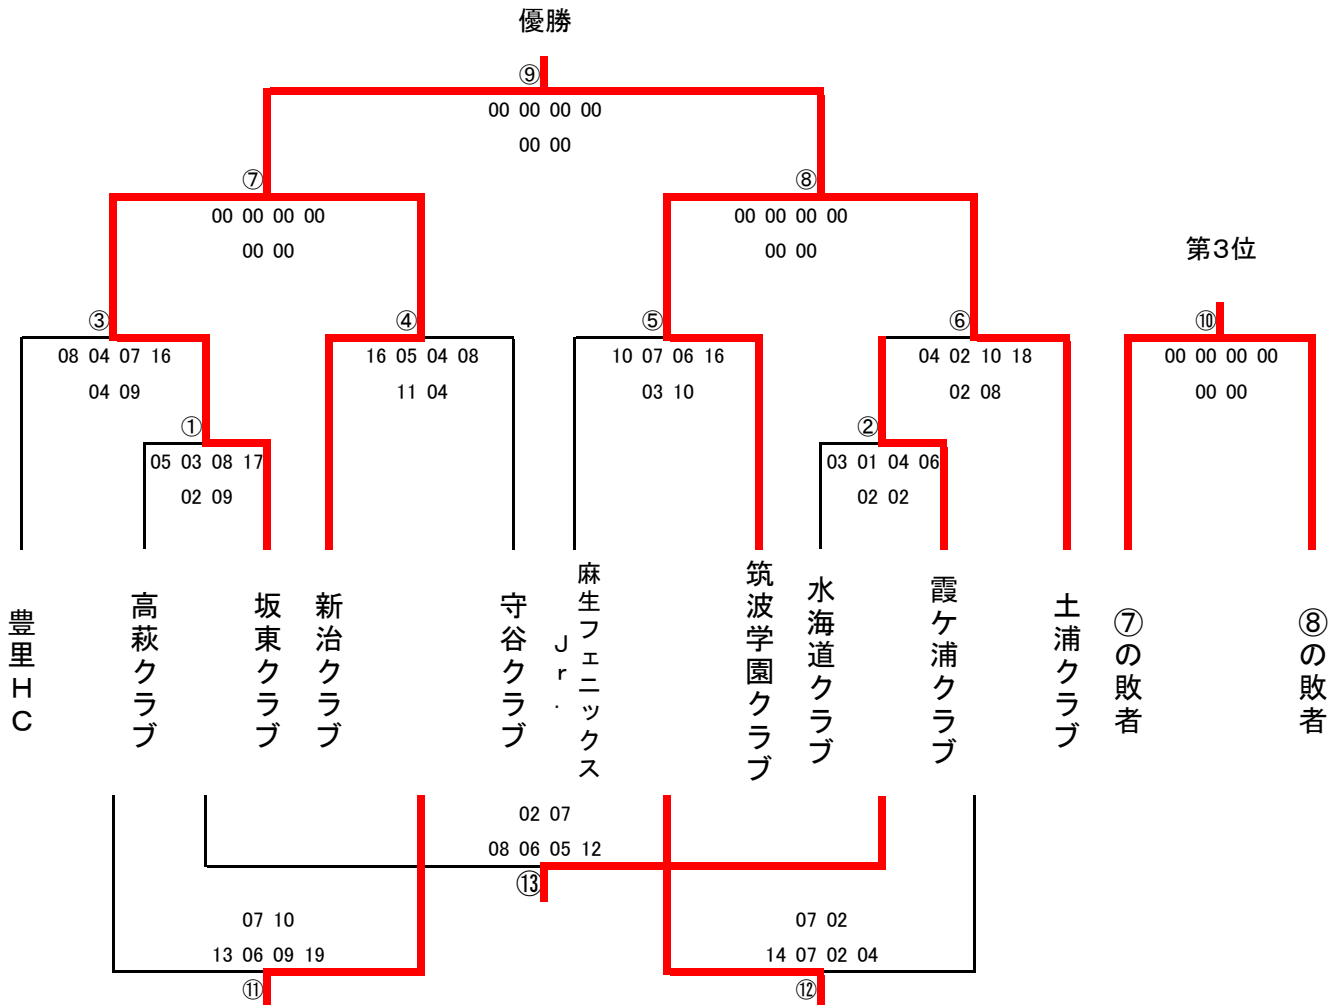 優勝
⑨
00 00 00 00
00 00
⑦
⑧
00 00 00 00
00 00
00 00 00 00
00 00
第3位
③
④
⑤
⑥
⑩
08 04 07 16
04 09
16 05 04 08
11 04
10 07 06 16
03 10
04 02 10 18
02 08
00 00 00 00
00 00
①
②
05 03 08 17
02 09
03 01 04 06
02 02
豊里HC
高萩クラブ
坂東クラブ
新治クラブ
守谷クラブ
麻生フェニックス
Jr.
筑波学園クラブ
水海道クラブ
霞ケ浦クラブ
土浦クラブ
⑦の敗者
⑧の敗者
02 07
08 06 05 12
⑬
07 10
13 06 09 19
⑪
07 02
14 07 02 04
⑫